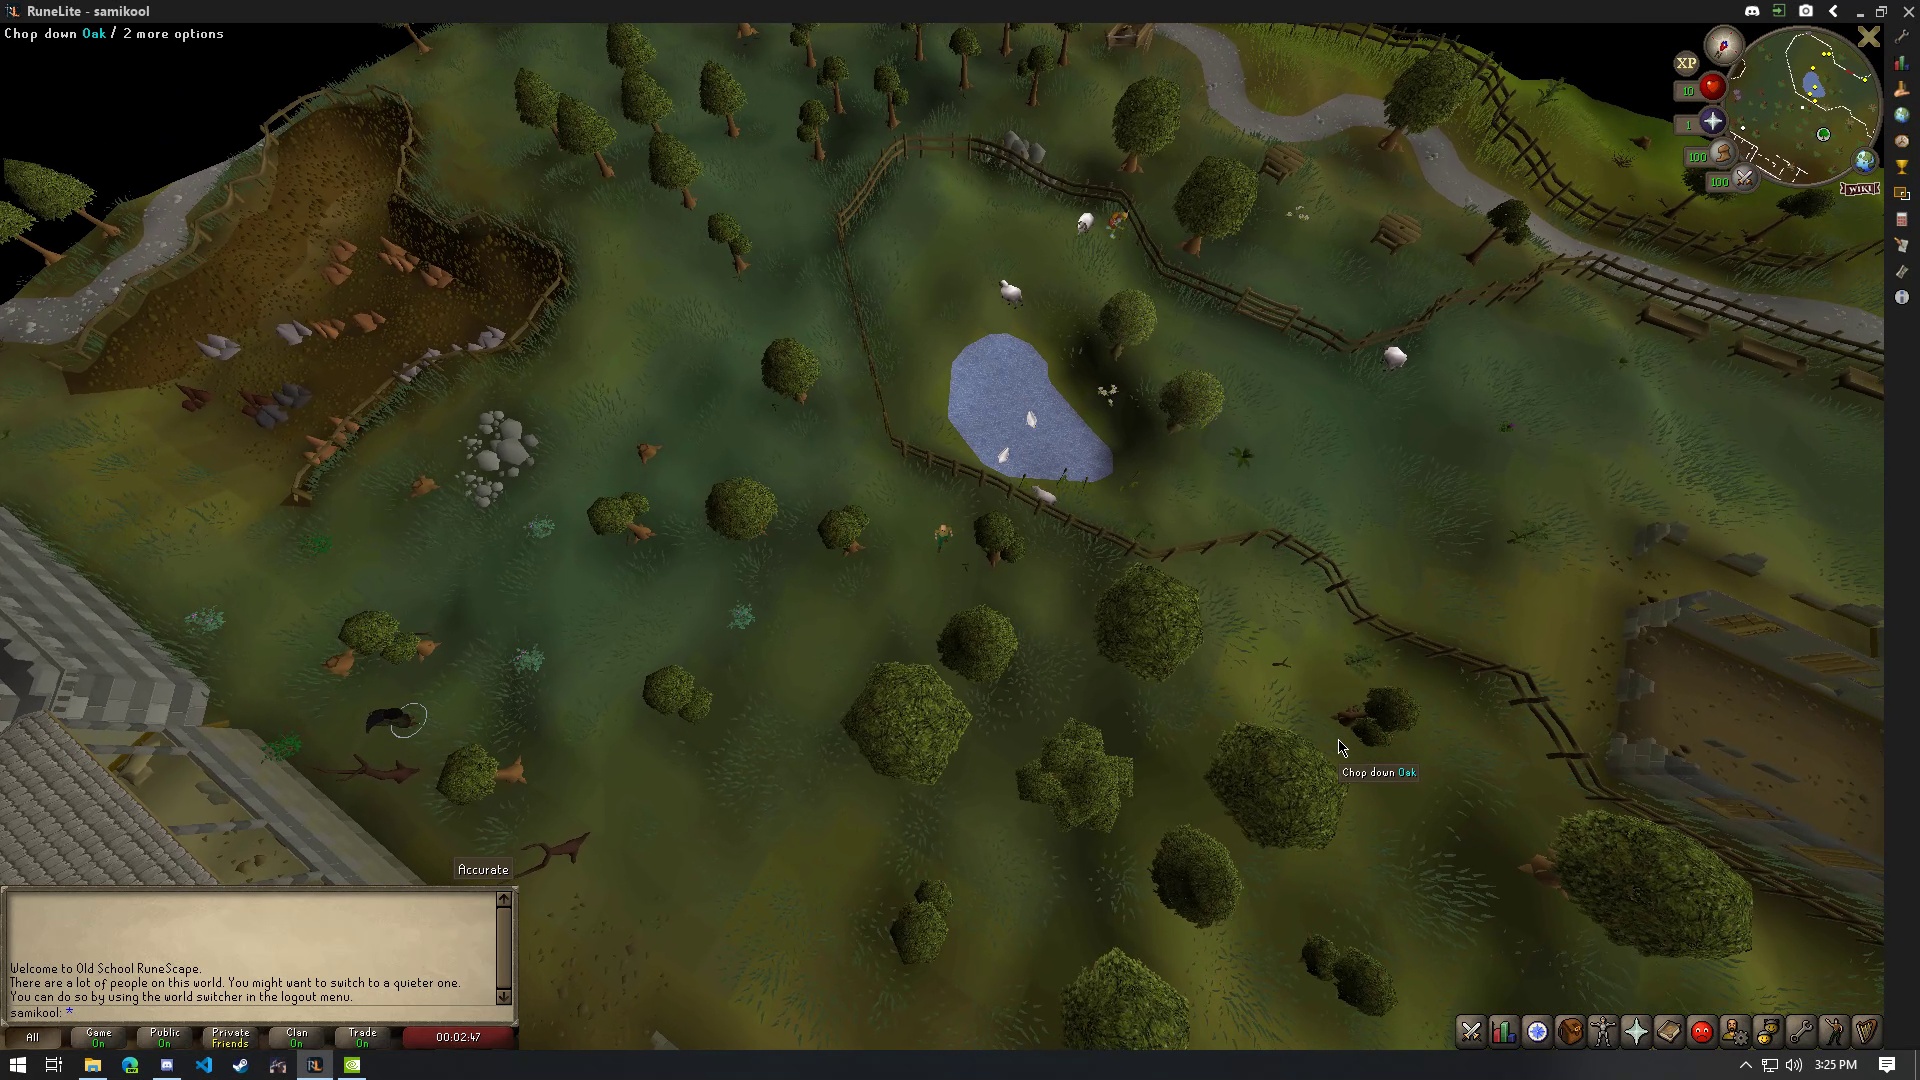 RuneLite - samikool
Chop down Oak / 2 more options
XP
10
1
100
100
WIKI
Chop down Oak
Accurate
Welcome to Old School RuneScape.
There are a lot of people on this world. You might want to switch to a quieter one.
You can do so by using the world switcher in the logout menu.
samikool: *
All
Game
On
Public
On
Private
Friends
Clan
On
Trade
On
00:02:47
3:25 PM